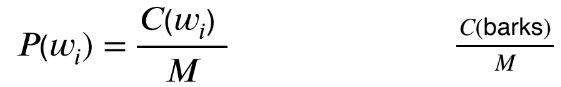 P(w_i) = C(w_i) / M
C(barks) / M